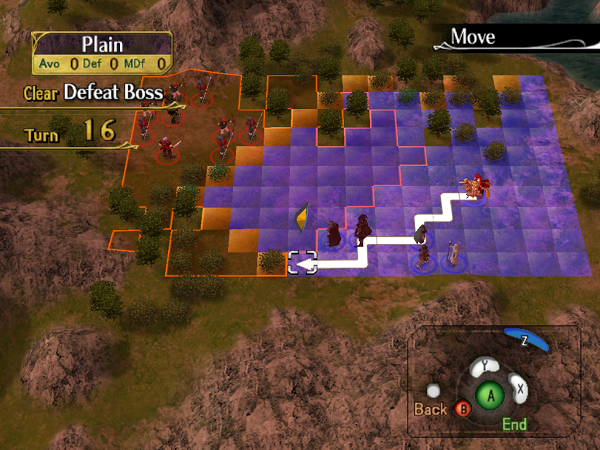 Plain
Avo 0 Def 0 MDf 0
Move
Clear Defeat Boss
Turn 16
Z
Y
X
A
B
Back
End